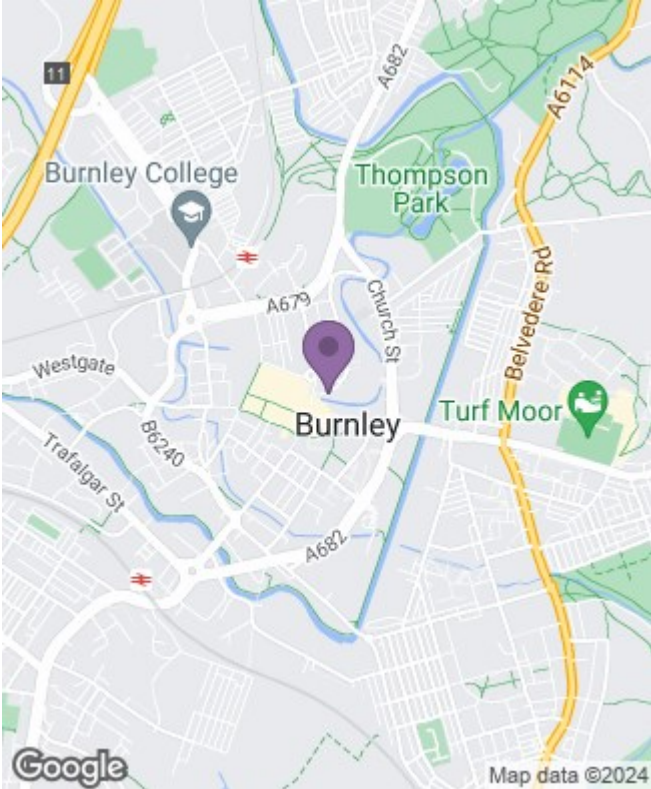 11
A682
A6114
Burnley College
Thompson
Park
A679
Church St
Belvedere Rd
Westgate
Turf Moor
Burnley
B6240
Trafalgar St
A682
Google
Map data ©2024